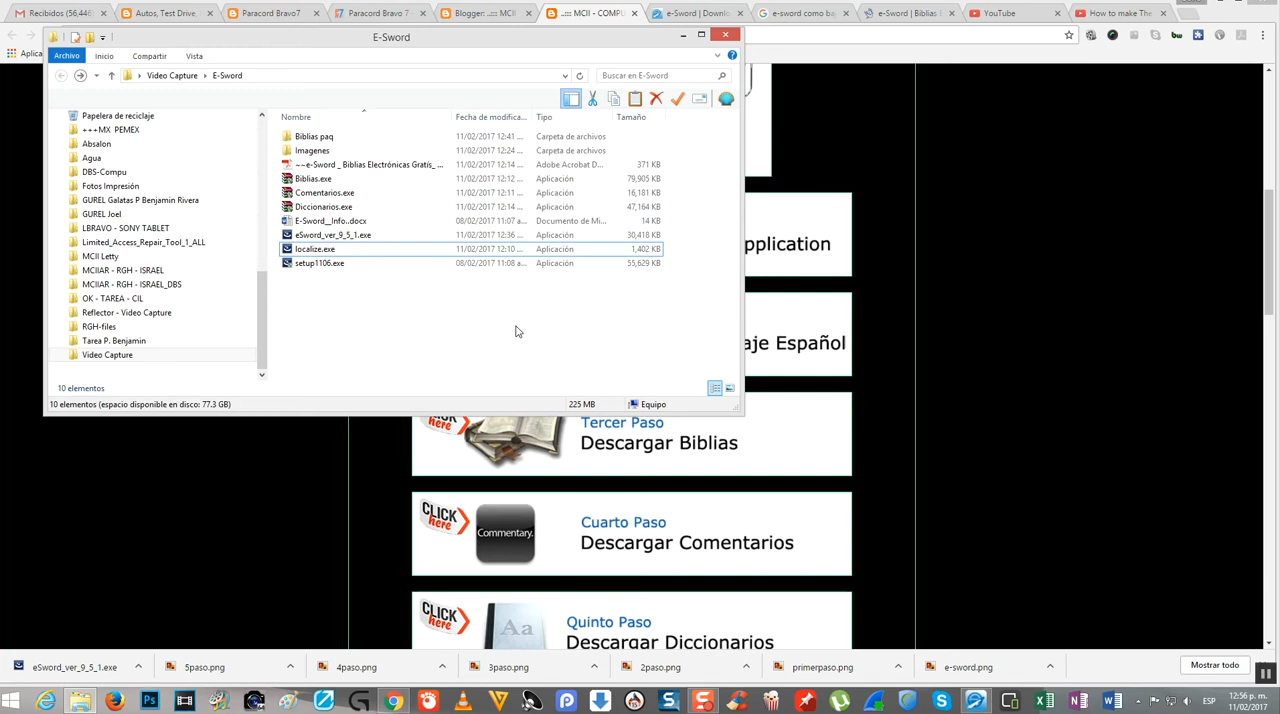 Recibidos (56,446)
Autos, Test Drive,
Paracord Bravo7
Paracord Bravo 7
Blogger: ..::: MCII
..::: MCII - COMPU
e-Sword | Downlo
e-sword como baj
e-Sword | Biblias E
YouTube
How to make The
Aplica
E-Sword
Archivo Inicio Compartir Vista
Video Capture E-Sword
Buscar en E-Sword
Papelera de reciclaje
+++MX PEMEX
Absalon
Agua
DBS-Compu
Fotos Impresión
GUREL Galatas P Benjamin Rivera
GUREL Joel
LBRAVO - SONY TABLET
Limited_Access_Repair_Tool_1_ALL
MCII Letty
MCIIAR - RGH - ISRAEL
MCIIAR - RGH - ISRAEL_DBS
OK - TAREA - CIL
Reflector - Video Capture
RGH-files
Tarea P. Benjamin
Video Capture
Nombre Fecha de modifica... Tipo Tamaño
Biblias paq 11/02/2017 12:41 ... Carpeta de archivos
Imagenes 11/02/2017 12:24 ... Carpeta de archivos
~~e-Sword _ Biblias Electrónicas Gratis_ ... 11/02/2017 12:14 ... Adobe Acrobat D... 371 KB
Biblias.exe 11/02/2017 12:12 ... Aplicación 79,905 KB
Comentarios.exe 11/02/2017 12:11 ... Aplicación 16,181 KB
Diccionarios.exe 11/02/2017 12:14 ... Aplicación 47,164 KB
E-Sword__Info..docx 08/02/2017 11:07 a... Documento de Mi... 14 KB
eSword_ver_9_5_1.exe 11/02/2017 12:36 ... Aplicación 30,418 KB
localize.exe 11/02/2017 12:10 ... Aplicación 1,402 KB
setup1106.exe 08/02/2017 11:08 a... Aplicación 55,629 KB
10 elementos
10 elementos (espacio disponible en disco: 77.3 GB) 225 MB Equipo
pplication
aje Español
here
Tercer Paso
Descargar Biblias
CLICK
here
Commentary.
Cuarto Paso
Descargar Comentarios
CLICK
here
Aa
Quinto Paso
Descargar Diccionarios
eSword_ver_9_5_1.exe
5paso.png
4paso.png
3paso.png
2paso.png
primerpaso.png
e-sword.png
Mostrar todo
ESP
12:56 p. m.
11/02/2017